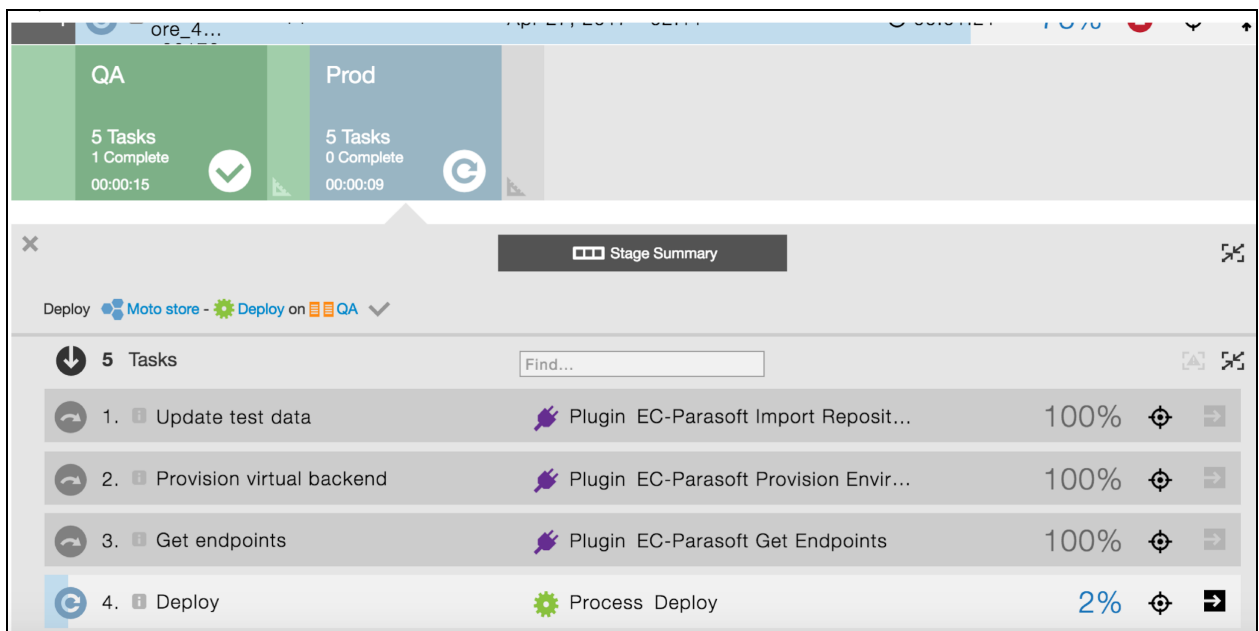 ore_4...
QA
5 Tasks
1 Complete
00:00:15
Prod
5 Tasks
0 Complete
00:00:09
Stage Summary
Deploy Moto store - Deploy on QA
5 Tasks
Find...
1. Update test data Plugin EC-Parasoft Import Reposit... 100%
2. Provision virtual backend Plugin EC-Parasoft Provision Envir... 100%
3. Get endpoints Plugin EC-Parasoft Get Endpoints 100%
4. Deploy Process Deploy 2%